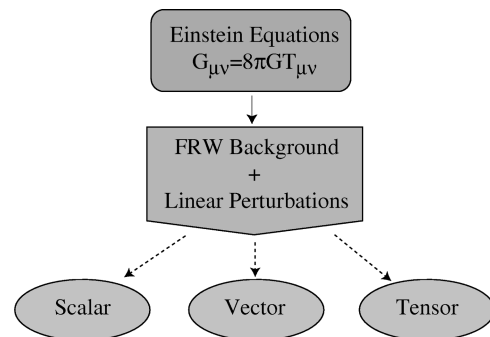 Einstein Equations
Gμν=8πGTμν
FRW Background
+
Linear Perturbations
Scalar
Vector
Tensor